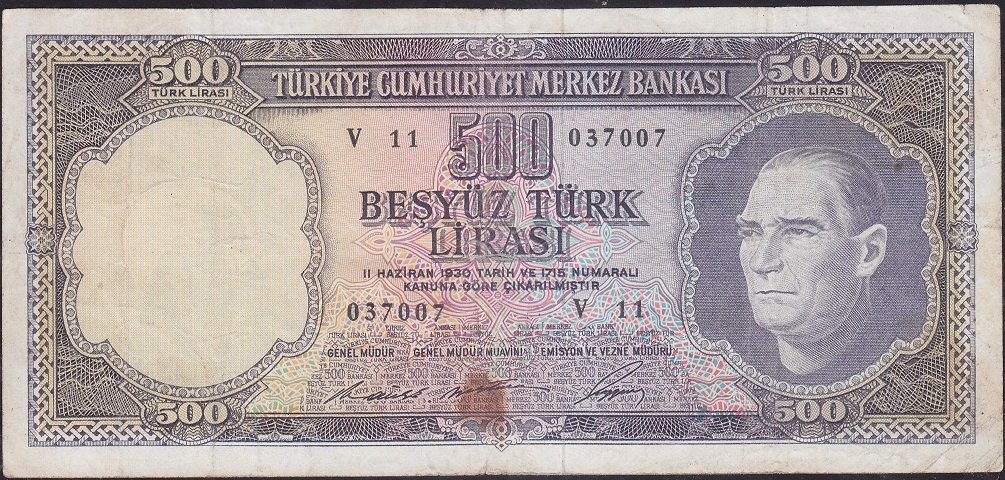 500 TÜRKİYE CUMHURİYET MERKEZ BANKASI 500
TÜRK LİRASI TÜRK LİRASI
V 11 500 037007
BEŞYÜZ TÜRK
LİRASI
11 HAZİRAN 1930 TARİH VE 1715 NUMARALI
KANUNA GÖRE ÇIKARILMIŞTIR
037007 V 11
GENEL MÜDÜR GENEL MÜDÜR MUAVİNİ EMİSYON VE VEZNE MÜDÜRÜ
500 500